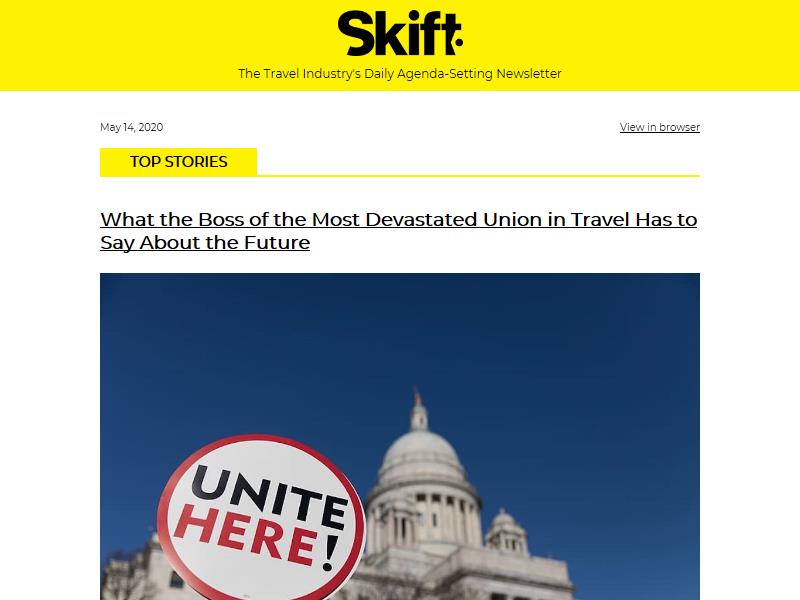 Skift
The Travel Industry's Daily Agenda-Setting Newsletter
May 14, 2020
View in browser
TOP STORIES
What the Boss of the Most Devastated Union in Travel Has to
Say About the Future
UNITE
HERE!